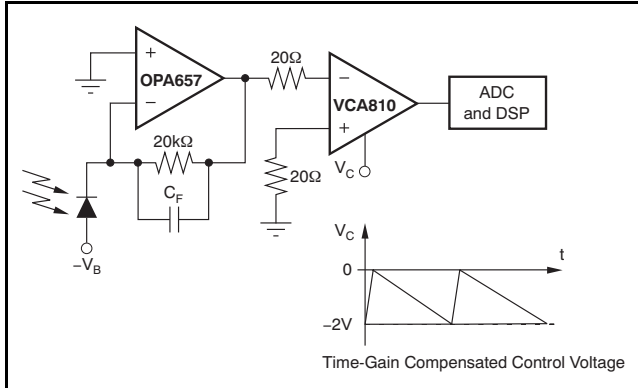 +
OPA657
−
20Ω
−
VCA810
+
ADC
and DSP
20kΩ
C_F
20Ω
V_C
−V_B
V_C
t
0
−2V
Time-Gain Compensated Control Voltage